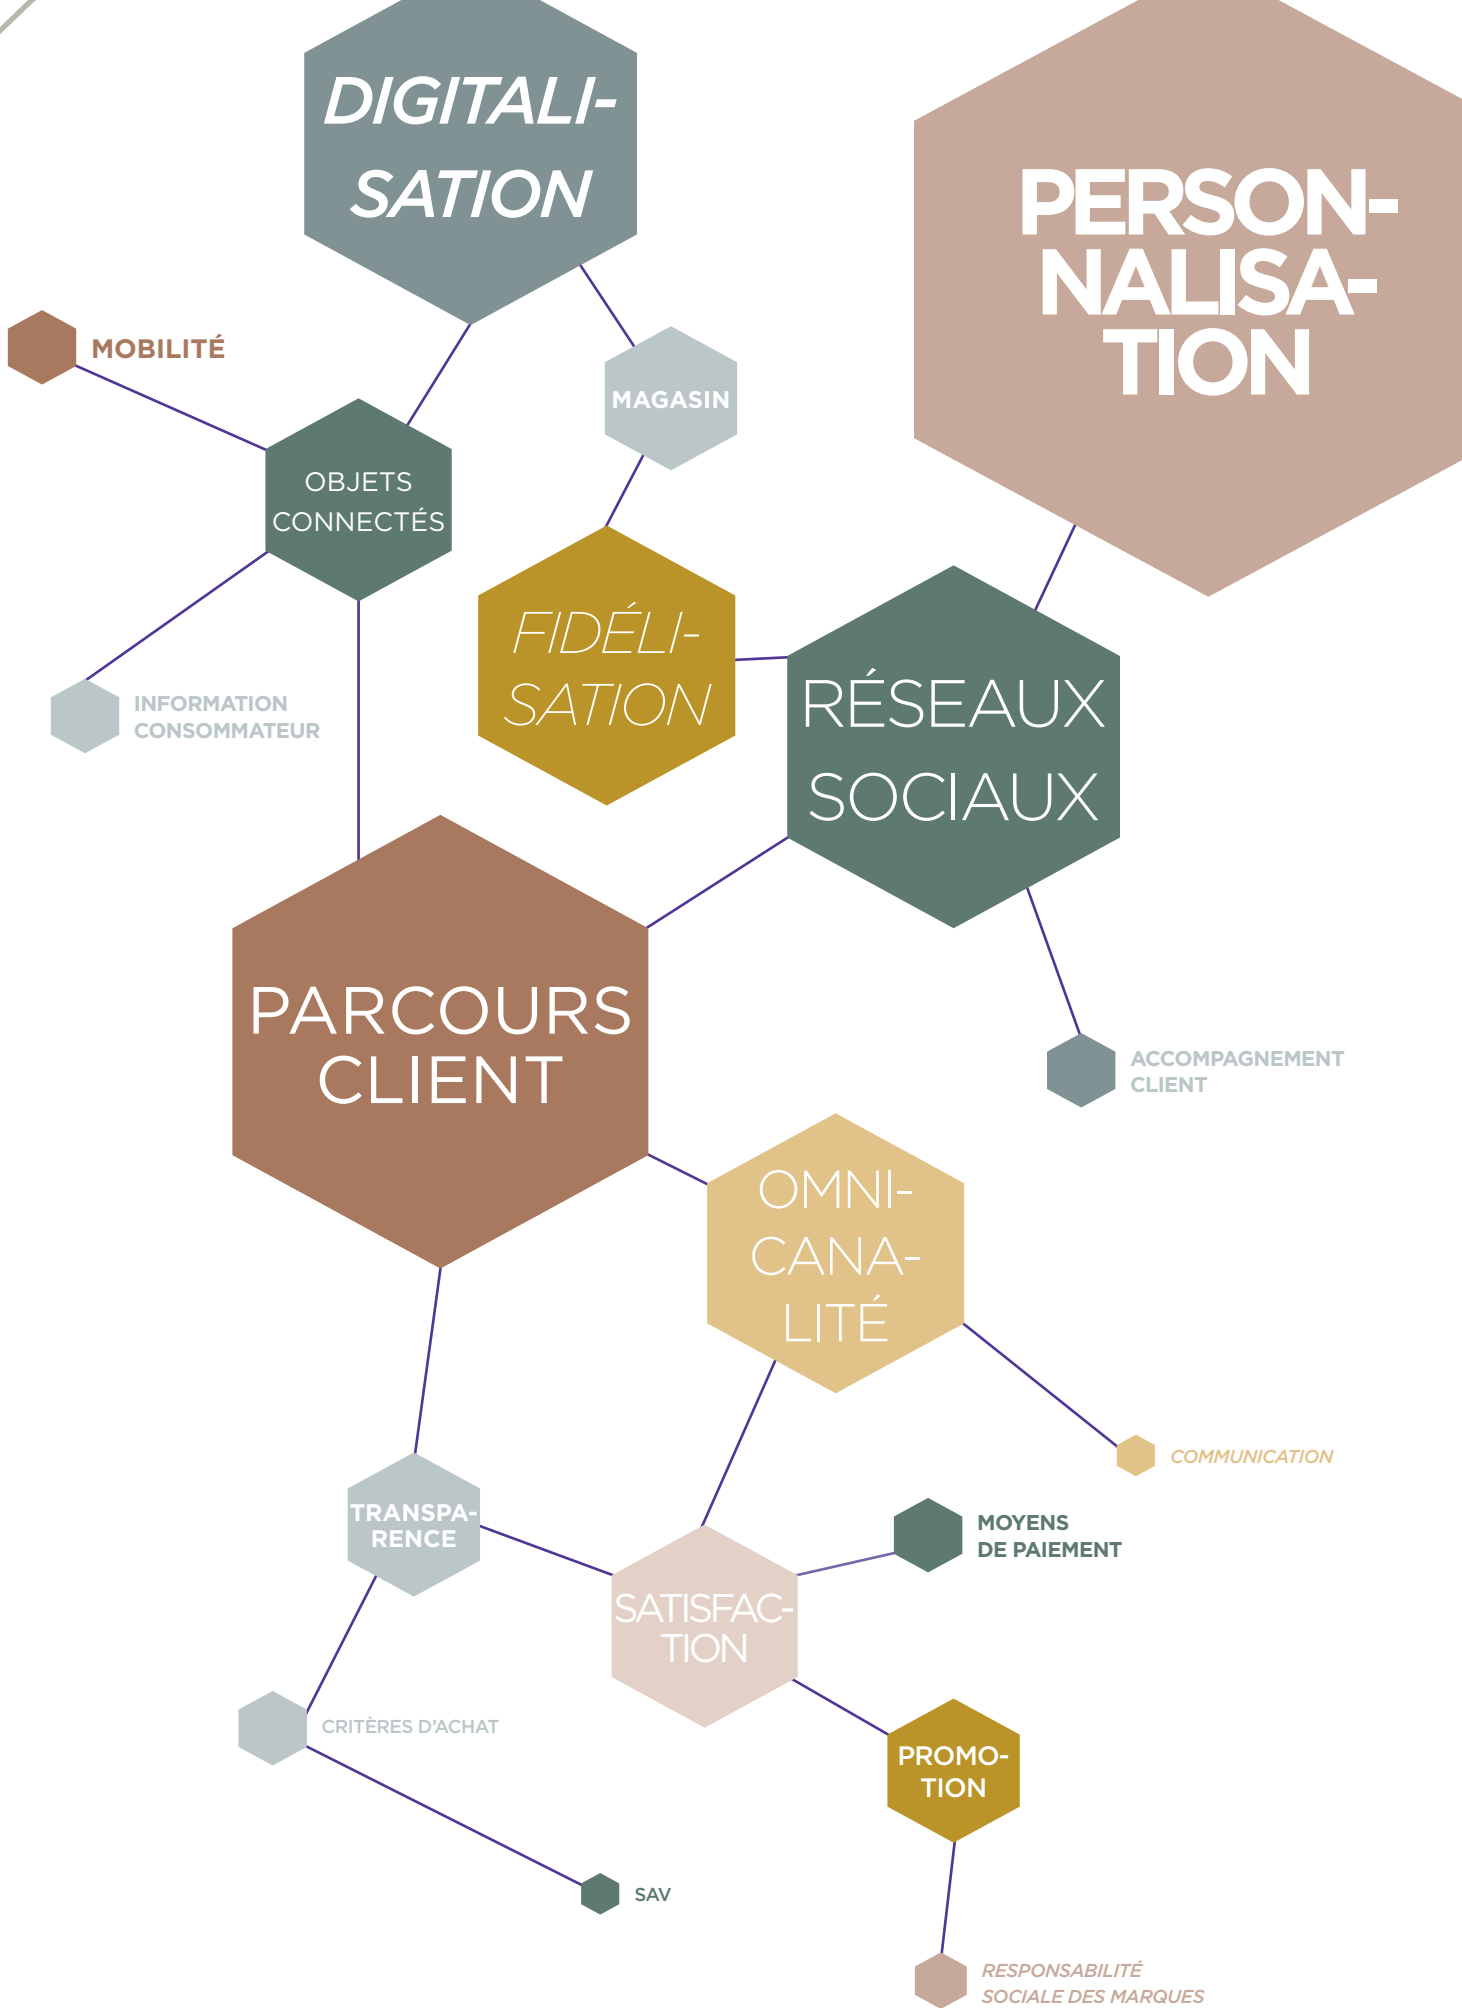 DIGITALI-
SATION
PERSON-
NALISA-
TION
MOBILITÉ
MAGASIN
OBJETS
CONNECTÉS
FIDÉLI-
SATION
RÉSEAUX
SOCIAUX
INFORMATION
CONSOMMATEUR
PARCOURS
CLIENT
ACCOMPAGNEMENT
CLIENT
OMNI-
CANA-
LITÉ
COMMUNICATION
TRANSPA-
RENCE
MOYENS
DE PAIEMENT
SATISFAC-
TION
CRITÈRES D’ACHAT
PROMO-
TION
SAV
RESPONSABILITÉ
SOCIALE DES MARQUES